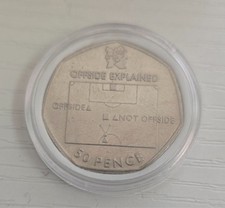 OFFSIDE EXPLAINED
OFFSIDE
NOT OFFSIDE
50 PENCE